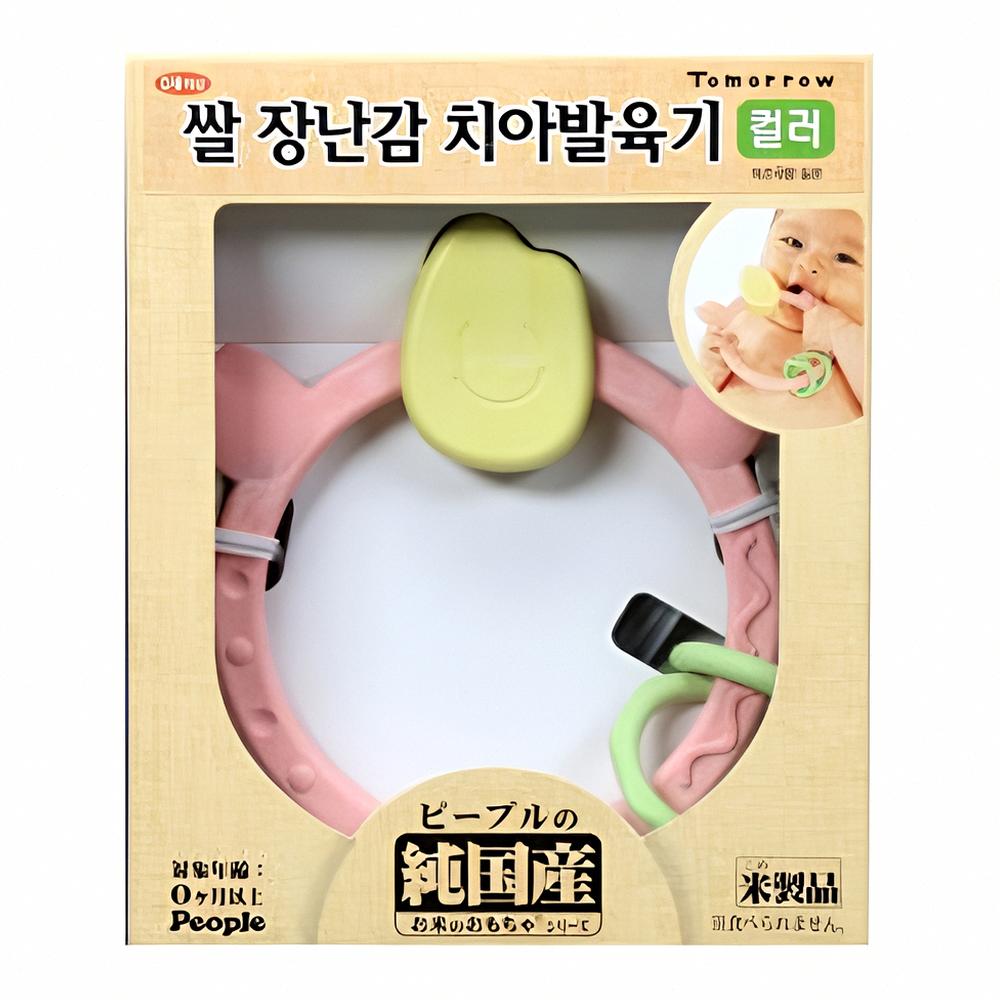 Tomorrow
쌀 장난감 치아발육기 컬러
ピープルの
純国産
お米のおもちゃ シリーズ
0ヶ月以上
People
こめ
米製品